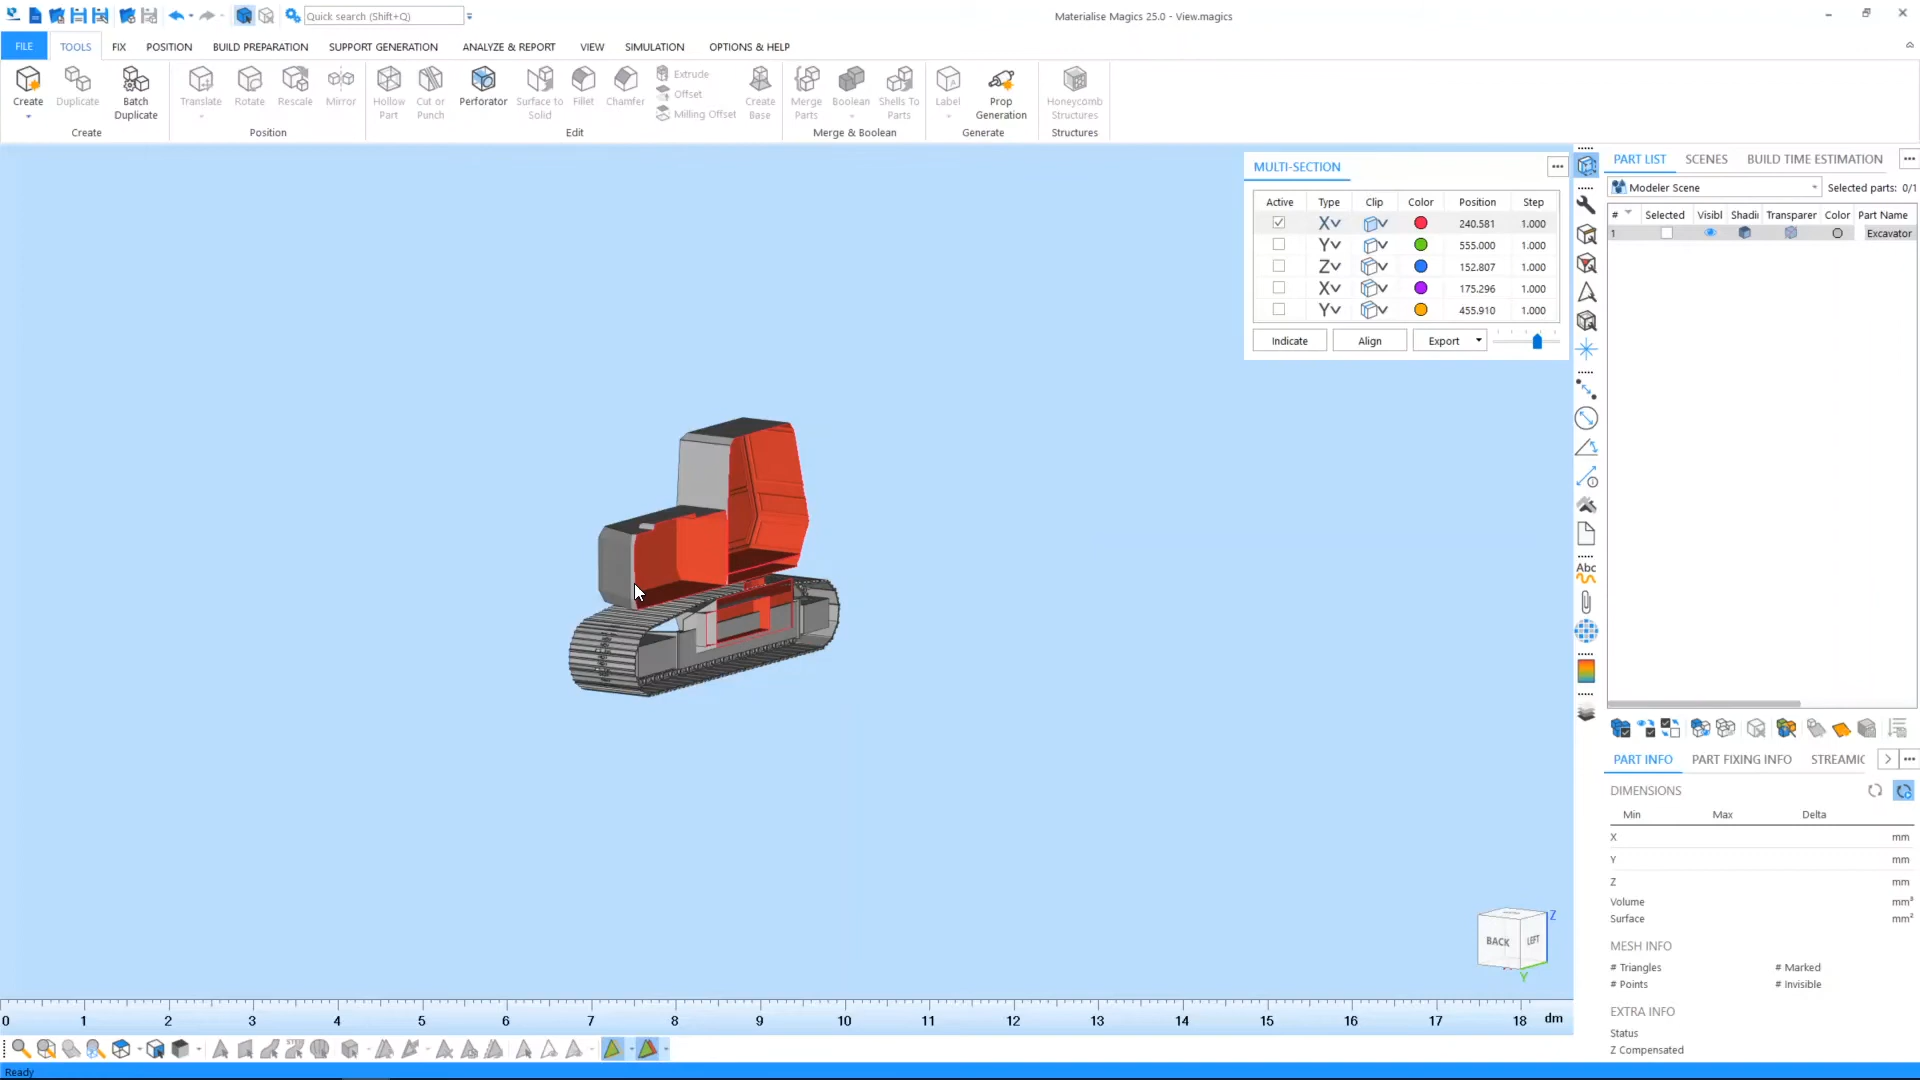 Quick search (Shift+Q)
Materialise Magics 25.0 - View.magics
FILE TOOLS FIX POSITION BUILD PREPARATION SUPPORT GENERATION ANALYZE & REPORT VIEW SIMULATION OPTIONS & HELP
Create Duplicate Batch Duplicate
Create
Translate Rotate Rescale Mirror
Position
Hollow Part Cut or Punch Perforator Surface to Solid Fillet Chamfer Extrude Offset Milling Offset Create Base
Edit
Merge Parts Boolean Shells To Parts
Merge & Boolean
Label Prop Generation
Generate
Honeycomb Structures
Structures
MULTI-SECTION
Active Type Clip Color Position Step
X 240.581 1.000
Y 555.000 1.000
Z 152.807 1.000
X 175.296 1.000
Y 455.910 1.000
Indicate Align Export
Abc
PART LIST SCENES BUILD TIME ESTIMATION
Modeler Scene Selected parts: 0/1
# Selected Visibl Shadi Transparer Color Part Name
1 Excavator
PART INFO PART FIXING INFO STREAMIC
DIMENSIONS
Min Max Delta
X mm
Y mm
Z mm
Volume mm³
Surface mm²
MESH INFO
# Triangles # Marked
# Points # Invisible
EXTRA INFO
Status
Z Compensated
BACK LEFT
Z
Y
0 1 2 3 4 5 6 7 8 9 10 11 12 13 14 15 16 17 18 dm
Ready